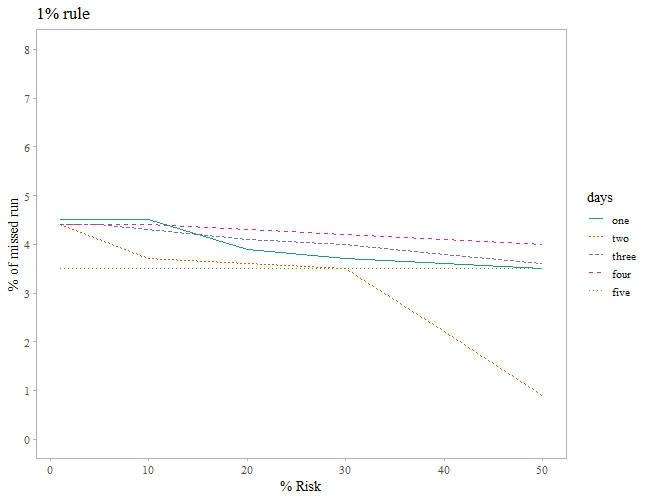 1% rule
8
7
6
5
4
3
2
1
0
% of missed run
0 10 20 30 40 50
% Risk
days
one
two
three
four
five